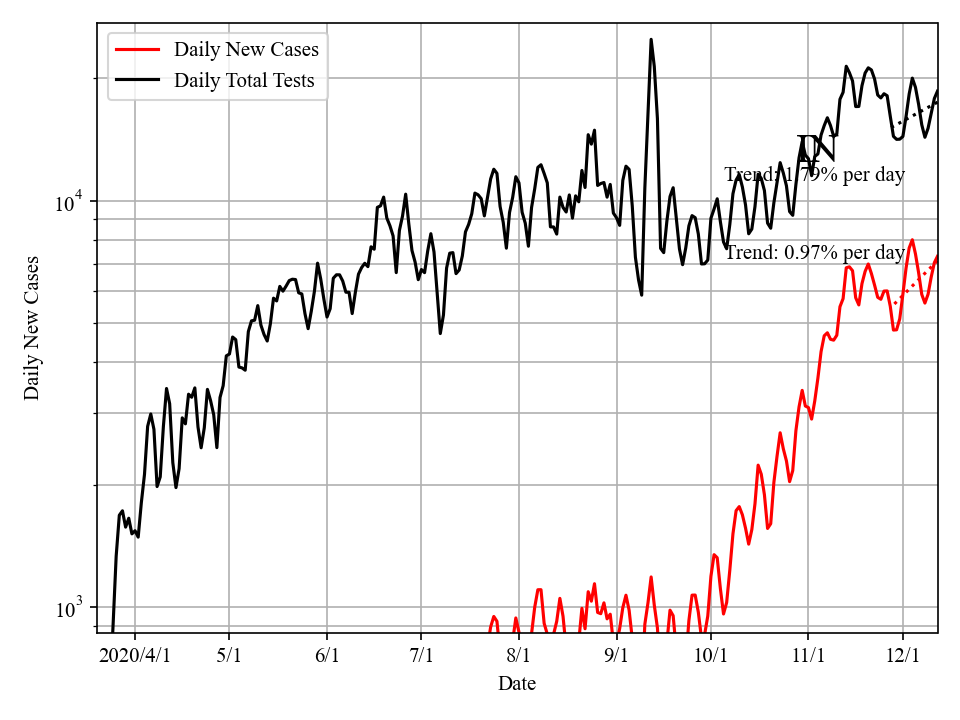 Daily New Cases
Daily Total Tests
IN
Trend: 1.79% per day
Trend: 0.97% per day
10^4
10^3
Daily New Cases
2020/4/1 5/1 6/1 7/1 8/1 9/1 10/1 11/1 12/1
Date